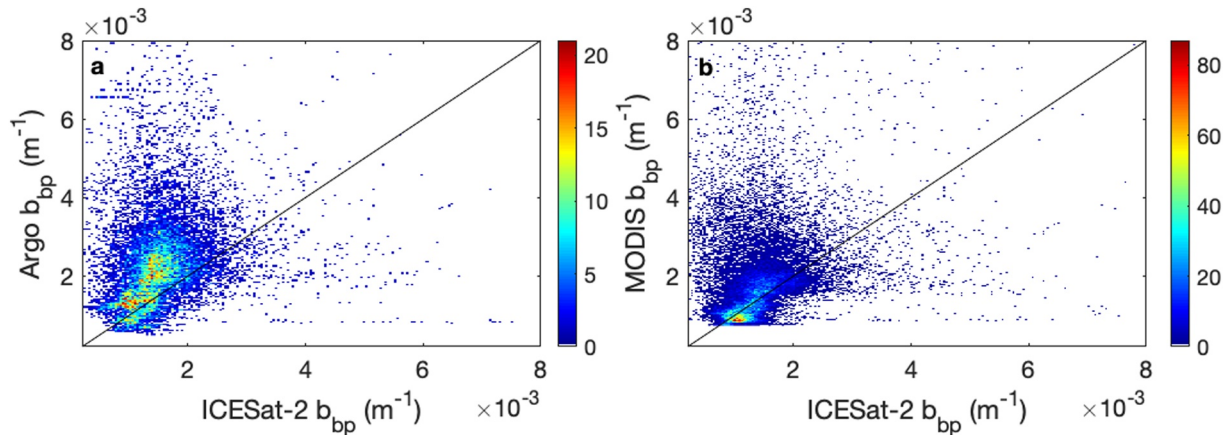 ×10⁻³
8
6
4
2
a
Argo b_bp (m⁻¹)
20
15
10
5
0
2 4 6 8
ICESat-2 b_bp (m⁻¹) ×10⁻³
×10⁻³
8
6
4
2
b
MODIS b_bp (m⁻¹)
80
60
40
20
0
2 4 6 8
ICESat-2 b_bp (m⁻¹) ×10⁻³